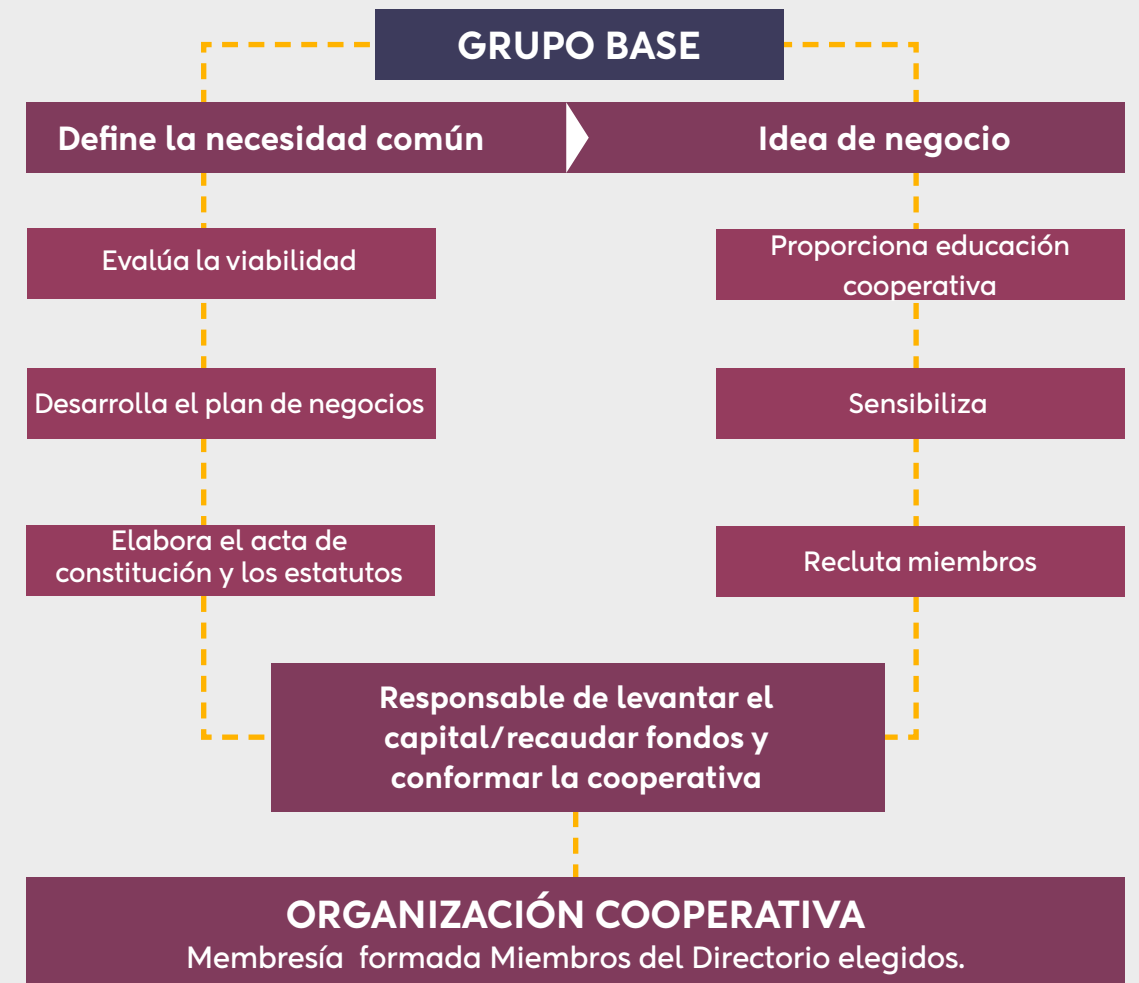 GRUPO BASE
Define la necesidad común
Idea de negocio
Evalúa la viabilidad
Proporciona educación
cooperativa
Desarrolla el plan de negocios
Sensibiliza
Elabora el acta de
constitución y los estatutos
Recluta miembros
Responsable de levantar el
capital/recaudar fondos y
conformar la cooperativa
ORGANIZACIÓN COOPERATIVA
Membresía  formada Miembros del Directorio elegidos.